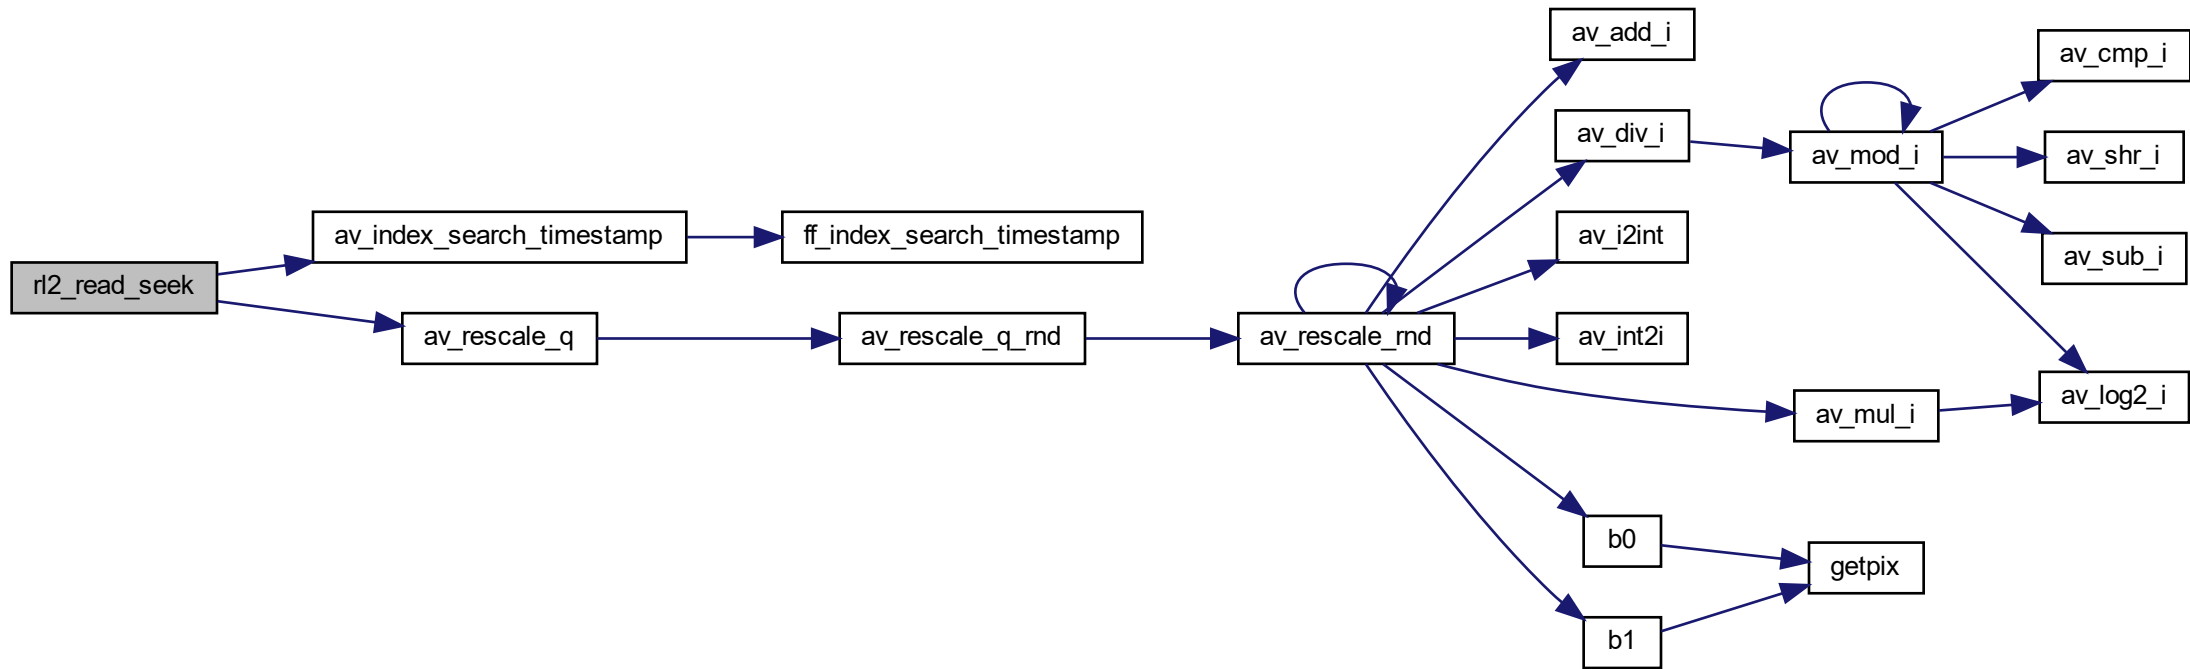 rl2_read_seek
av_index_search_timestamp
ff_index_search_timestamp
av_rescale_q
av_rescale_q_rnd
av_rescale_rnd
av_add_i
av_div_i
av_i2int
av_int2i
av_mul_i
b0
b1
av_mod_i
av_cmp_i
av_shr_i
av_sub_i
av_log2_i
getpix